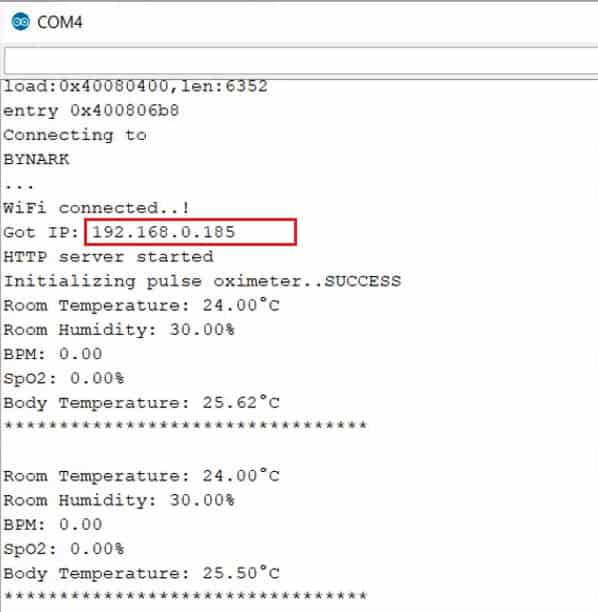 COM4
load:0x40080400,len:6352
entry 0x400806b8
Connecting to
BYNARK
...
WiFi connected..!
Got IP: 192.168.0.185
HTTP server started
Initializing pulse oximeter..SUCCESS
Room Temperature: 24.00°C
Room Humidity: 30.00%
BPM: 0.00
SpO2: 0.00%
Body Temperature: 25.62°C
*********************************
Room Temperature: 24.00°C
Room Humidity: 30.00%
BPM: 0.00
SpO2: 0.00%
Body Temperature: 25.50°C
*********************************